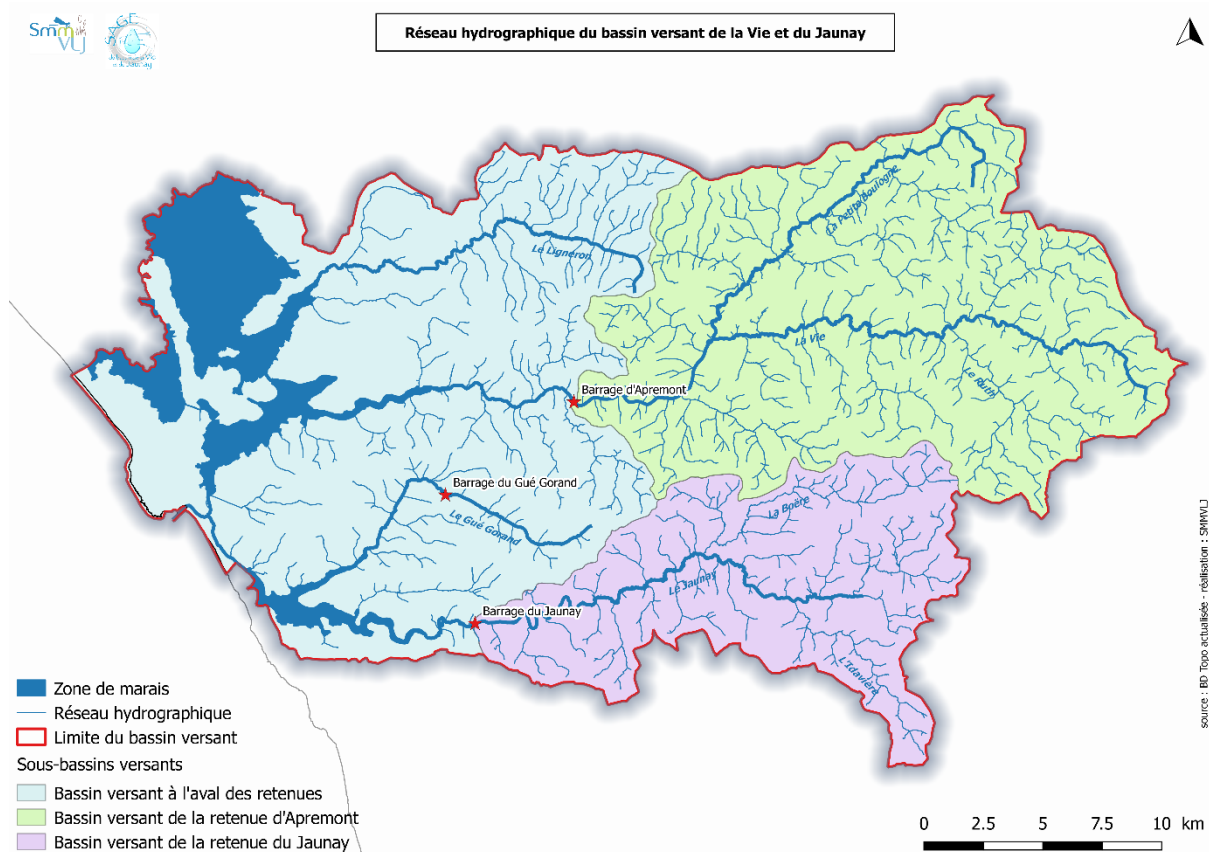 Smm
VLJ
SAGE
Réseau hydrographique du bassin versant de la Vie et du Jaunay
La Petite Boulogne
Le Ligneron
La Vie
Le Ruth
Barrage d'Apremont
Barrage du Gué Gorand
Le Gué Gorand
La Boëre
Le Jaunay
Barrage du Jaunay
L'Idavière
Zone de marais
Réseau hydrographique
Limite du bassin versant
Sous-bassins versants
Bassin versant à l'aval des retenues
Bassin versant de la retenue d'Apremont
Bassin versant de la retenue du Jaunay
0 2.5 5 7.5 10 km
source : BD Topo actualisée - réalisation : SMMVLJ